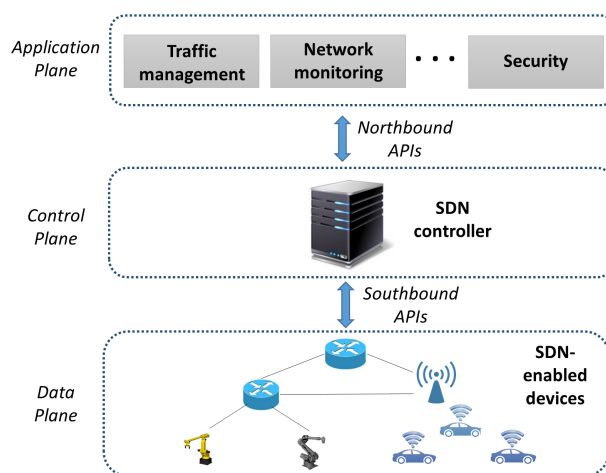 Application
Plane
Traffic
management
Network
monitoring
• • •
Security
Northbound
APIs
Control
Plane
SDN
controller
Southbound
APIs
Data
Plane
SDN-
enabled
devices